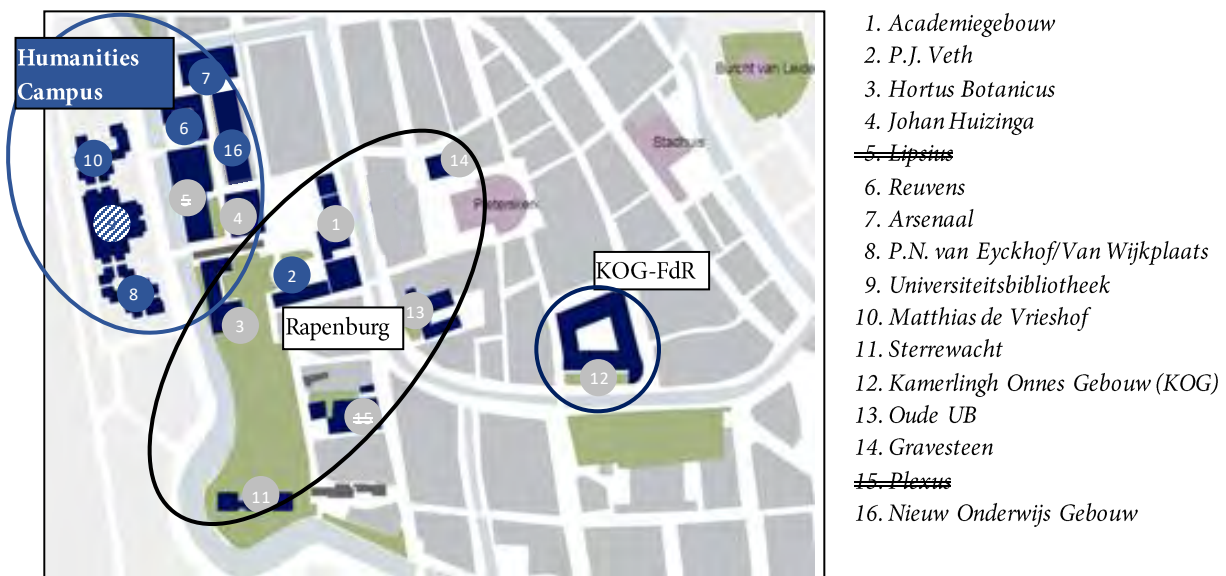 Humanities
Campus
7
6
16
10
5
4
8
1
2
3
14
13
15
11
12
Rapenburg
KOG-FdR
Burcht van Leide
Stadhuis
Pieterskerk
1. Academiegebouw
2. P.J. Veth
3. Hortus Botanicus
4. Johan Huizinga
5. Lipsius
6. Reuvens
7. Arsenaal
8. P.N. van Eyckhof/Van Wijkplaats
9. Universiteitsbibliotheek
10. Matthias de Vrieshof
11. Sterrewacht
12. Kamerlingh Onnes Gebouw (KOG)
13. Oude UB
14. Gravesteen
15. Plexus
16. Nieuw Onderwijs Gebouw